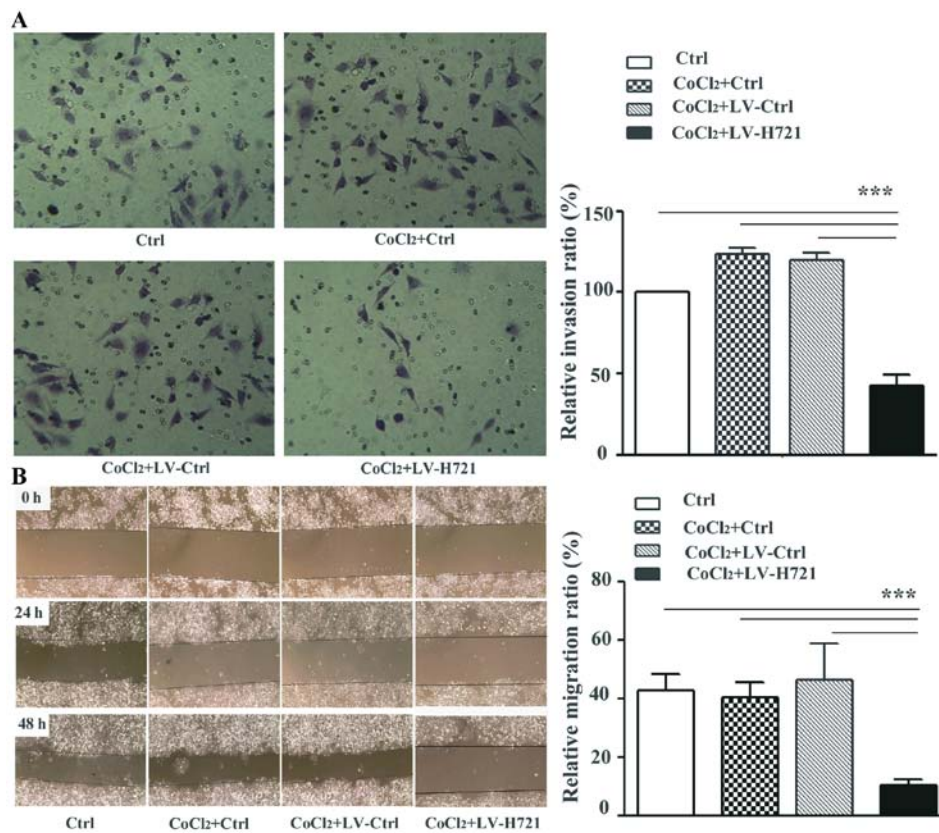 A
Ctrl
CoCl2+Ctrl
CoCl2+LV-Ctrl
CoCl2+LV-H721
Ctrl
CoCl2+Ctrl
CoCl2+LV-Ctrl
CoCl2+LV-H721
***
Relative invasion ratio (%)
150
100
50
0
B
0 h
24 h
48 h
Ctrl
CoCl2+Ctrl
CoCl2+LV-Ctrl
CoCl2+LV-H721
Ctrl
CoCl2+Ctrl
CoCl2+LV-Ctrl
CoCl2+LV-H721
***
Relative migration ratio (%)
80
60
40
20
0